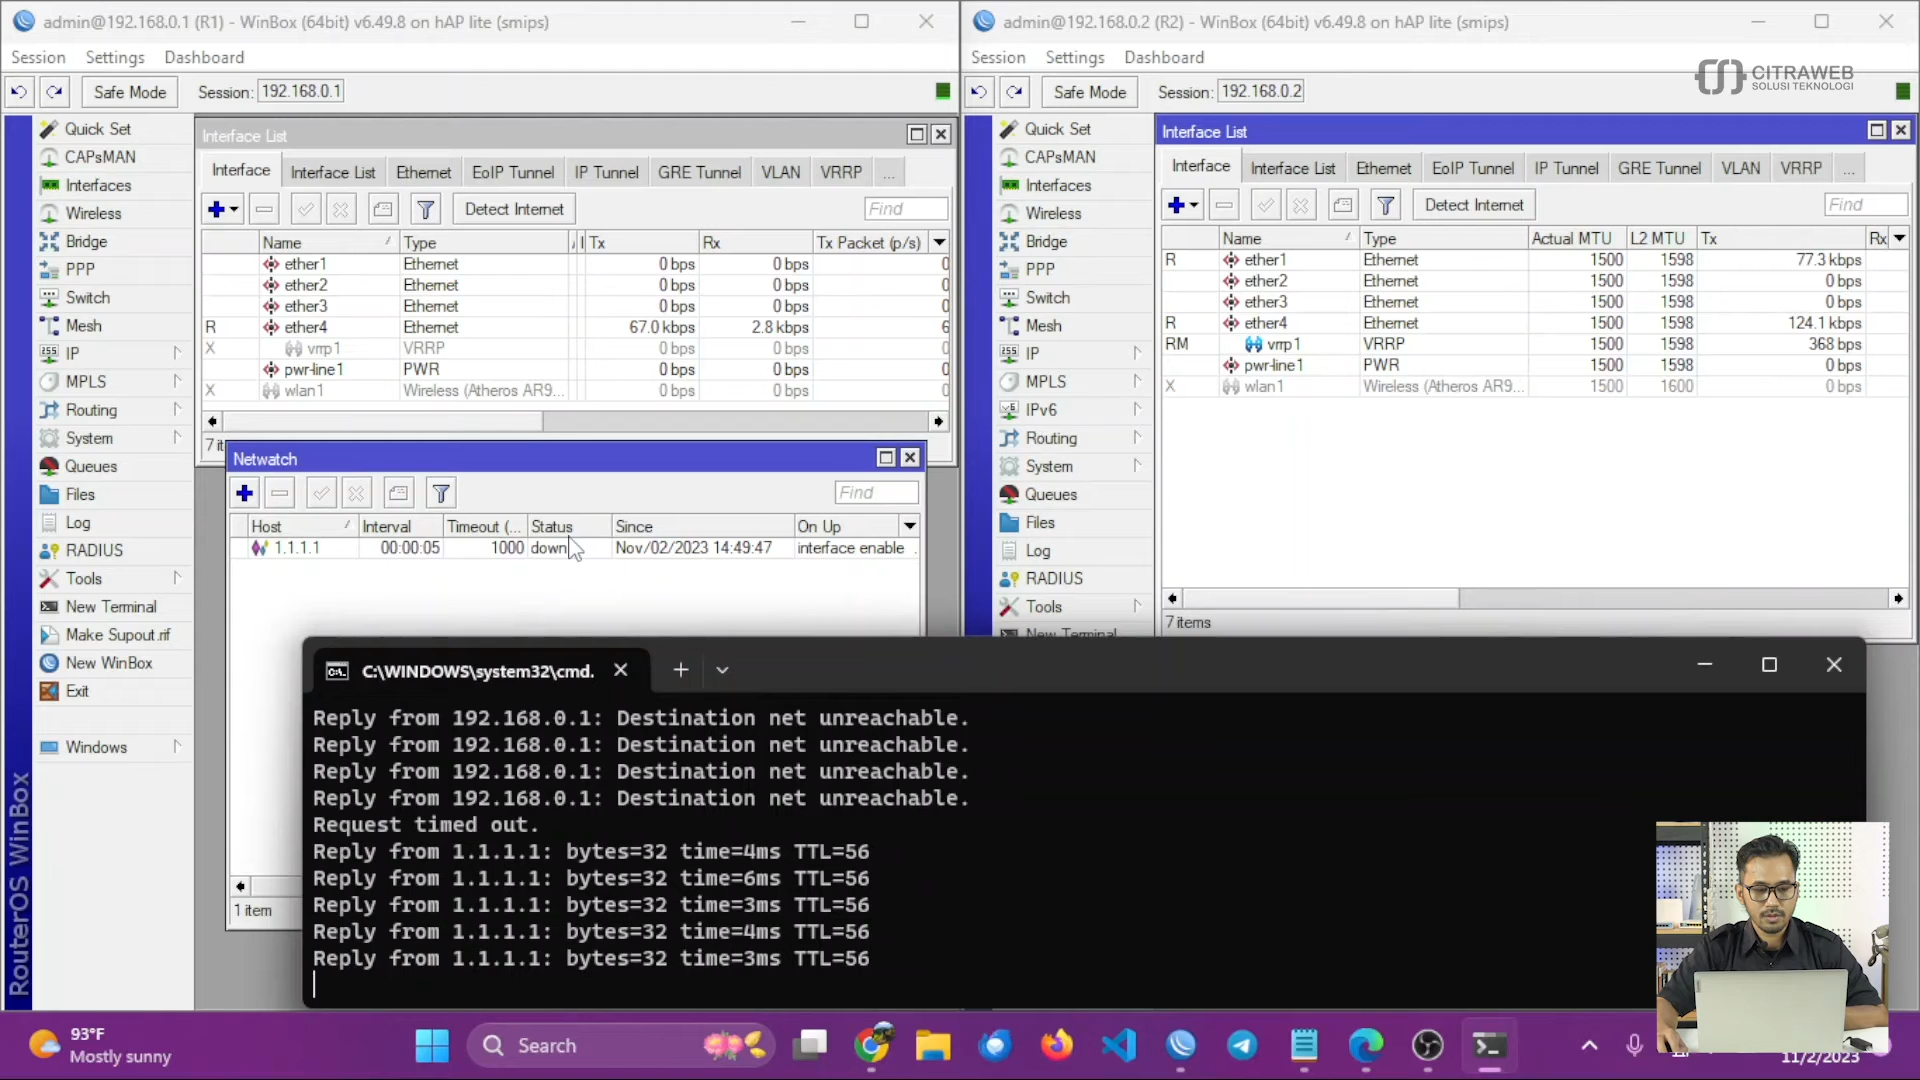 admin@192.168.0.1 (R1) - WinBox (64bit) v6.49.8 on hAP lite (smips)
Session Settings Dashboard
Safe Mode Session: 192.168.0.1
Quick Set
CAPsMAN
Interfaces
Wireless
Bridge
PPP
Switch
Mesh
IP
MPLS
Routing
System
Queues
Files
Log
RADIUS
Tools
New Terminal
Make Supout.rif
New WinBox
Exit
Windows
RouterOS WinBox
Interface List
Interface Interface List Ethernet EoIP Tunnel IP Tunnel GRE Tunnel VLAN VRRP ...
Detect Internet Find
Name Type Tx Rx Tx Packet (p/s)
ether1 Ethernet 0 bps 0 bps 0
ether2 Ethernet 0 bps 0 bps 0
ether3 Ethernet 0 bps 0 bps 0
R ether4 Ethernet 67.0 kbps 2.8 kbps 6
X vrrp1 VRRP 0 bps 0 bps 0
pwr-line1 PWR 0 bps 0 bps 0
X wlan1 Wireless (Atheros AR9... 0 bps 0 bps 0
Netwatch
Find
Host Interval Timeout (... Status Since On Up
1.1.1.1 00:00:05 1000 down Nov/02/2023 14:49:47 interface enable
1 item
admin@192.168.0.2 (R2) - WinBox (64bit) v6.49.8 on hAP lite (smips)
Session Settings Dashboard
Safe Mode Session: 192.168.0.2
CITRAWEB
SOLUSI TEKNOLOGI
Quick Set
CAPsMAN
Interfaces
Wireless
Bridge
PPP
Switch
Mesh
IP
MPLS
IPv6
Routing
System
Queues
Files
Log
RADIUS
Tools
New Terminal
Interface List
Interface Interface List Ethernet EoIP Tunnel IP Tunnel GRE Tunnel VLAN VRRP ...
Detect Internet Find
Name Type Actual MTU L2 MTU Tx Rx
R ether1 Ethernet 1500 1598 77.3 kbps
ether2 Ethernet 1500 1598 0 bps
ether3 Ethernet 1500 1598 0 bps
R ether4 Ethernet 1500 1598 124.1 kbps
RM vrrp1 VRRP 1500 1598 368 bps
pwr-line1 PWR 1500 1598 0 bps
X wlan1 Wireless (Atheros AR9... 1500 1600 0 bps
7 items
C:\WINDOWS\system32\cmd.
Reply from 192.168.0.1: Destination net unreachable.
Reply from 192.168.0.1: Destination net unreachable.
Reply from 192.168.0.1: Destination net unreachable.
Reply from 192.168.0.1: Destination net unreachable.
Request timed out.
Reply from 1.1.1.1: bytes=32 time=4ms TTL=56
Reply from 1.1.1.1: bytes=32 time=6ms TTL=56
Reply from 1.1.1.1: bytes=32 time=3ms TTL=56
Reply from 1.1.1.1: bytes=32 time=4ms TTL=56
Reply from 1.1.1.1: bytes=32 time=3ms TTL=56
93°F
Mostly sunny
Search
11/2/2023